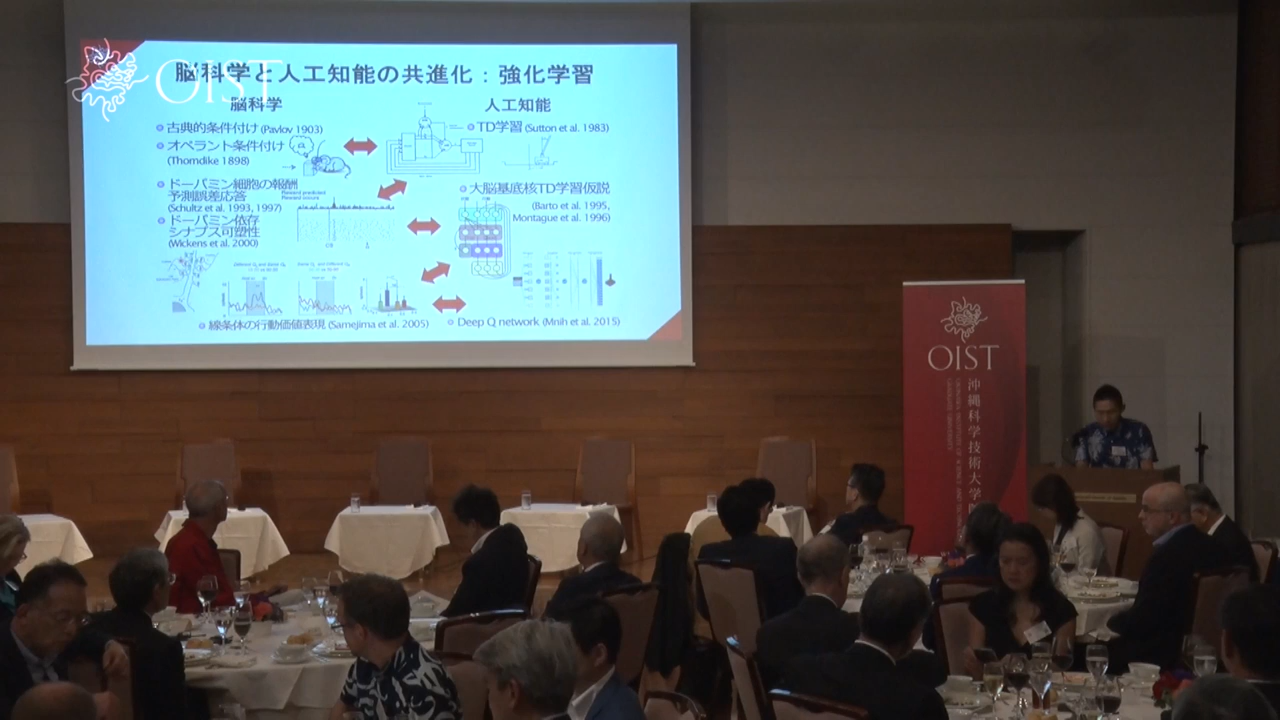 OIST
脳科学と人工知能の共進化：強化学習
脳科学
人工知能
古典的条件付け (Pavlov 1903)
オペラント条件付け
(Thorndike 1898)
TD学習 (Sutton et al. 1983)
ドーパミン細胞の報酬
予測誤差応答
(Schultz et al. 1993, 1997)
ドーパミン依存
シナプス可塑性
(Wickens et al. 2000)
Reward predicted
Reward occurs
大脳基底核TD学習仮説
(Barto et al. 1995,
Montague et al. 1996)
線条体の行動価値表現 (Samejima et al. 2005)
Deep Q network (Mnih et al. 2015)
OIST
沖縄科学技術大学院